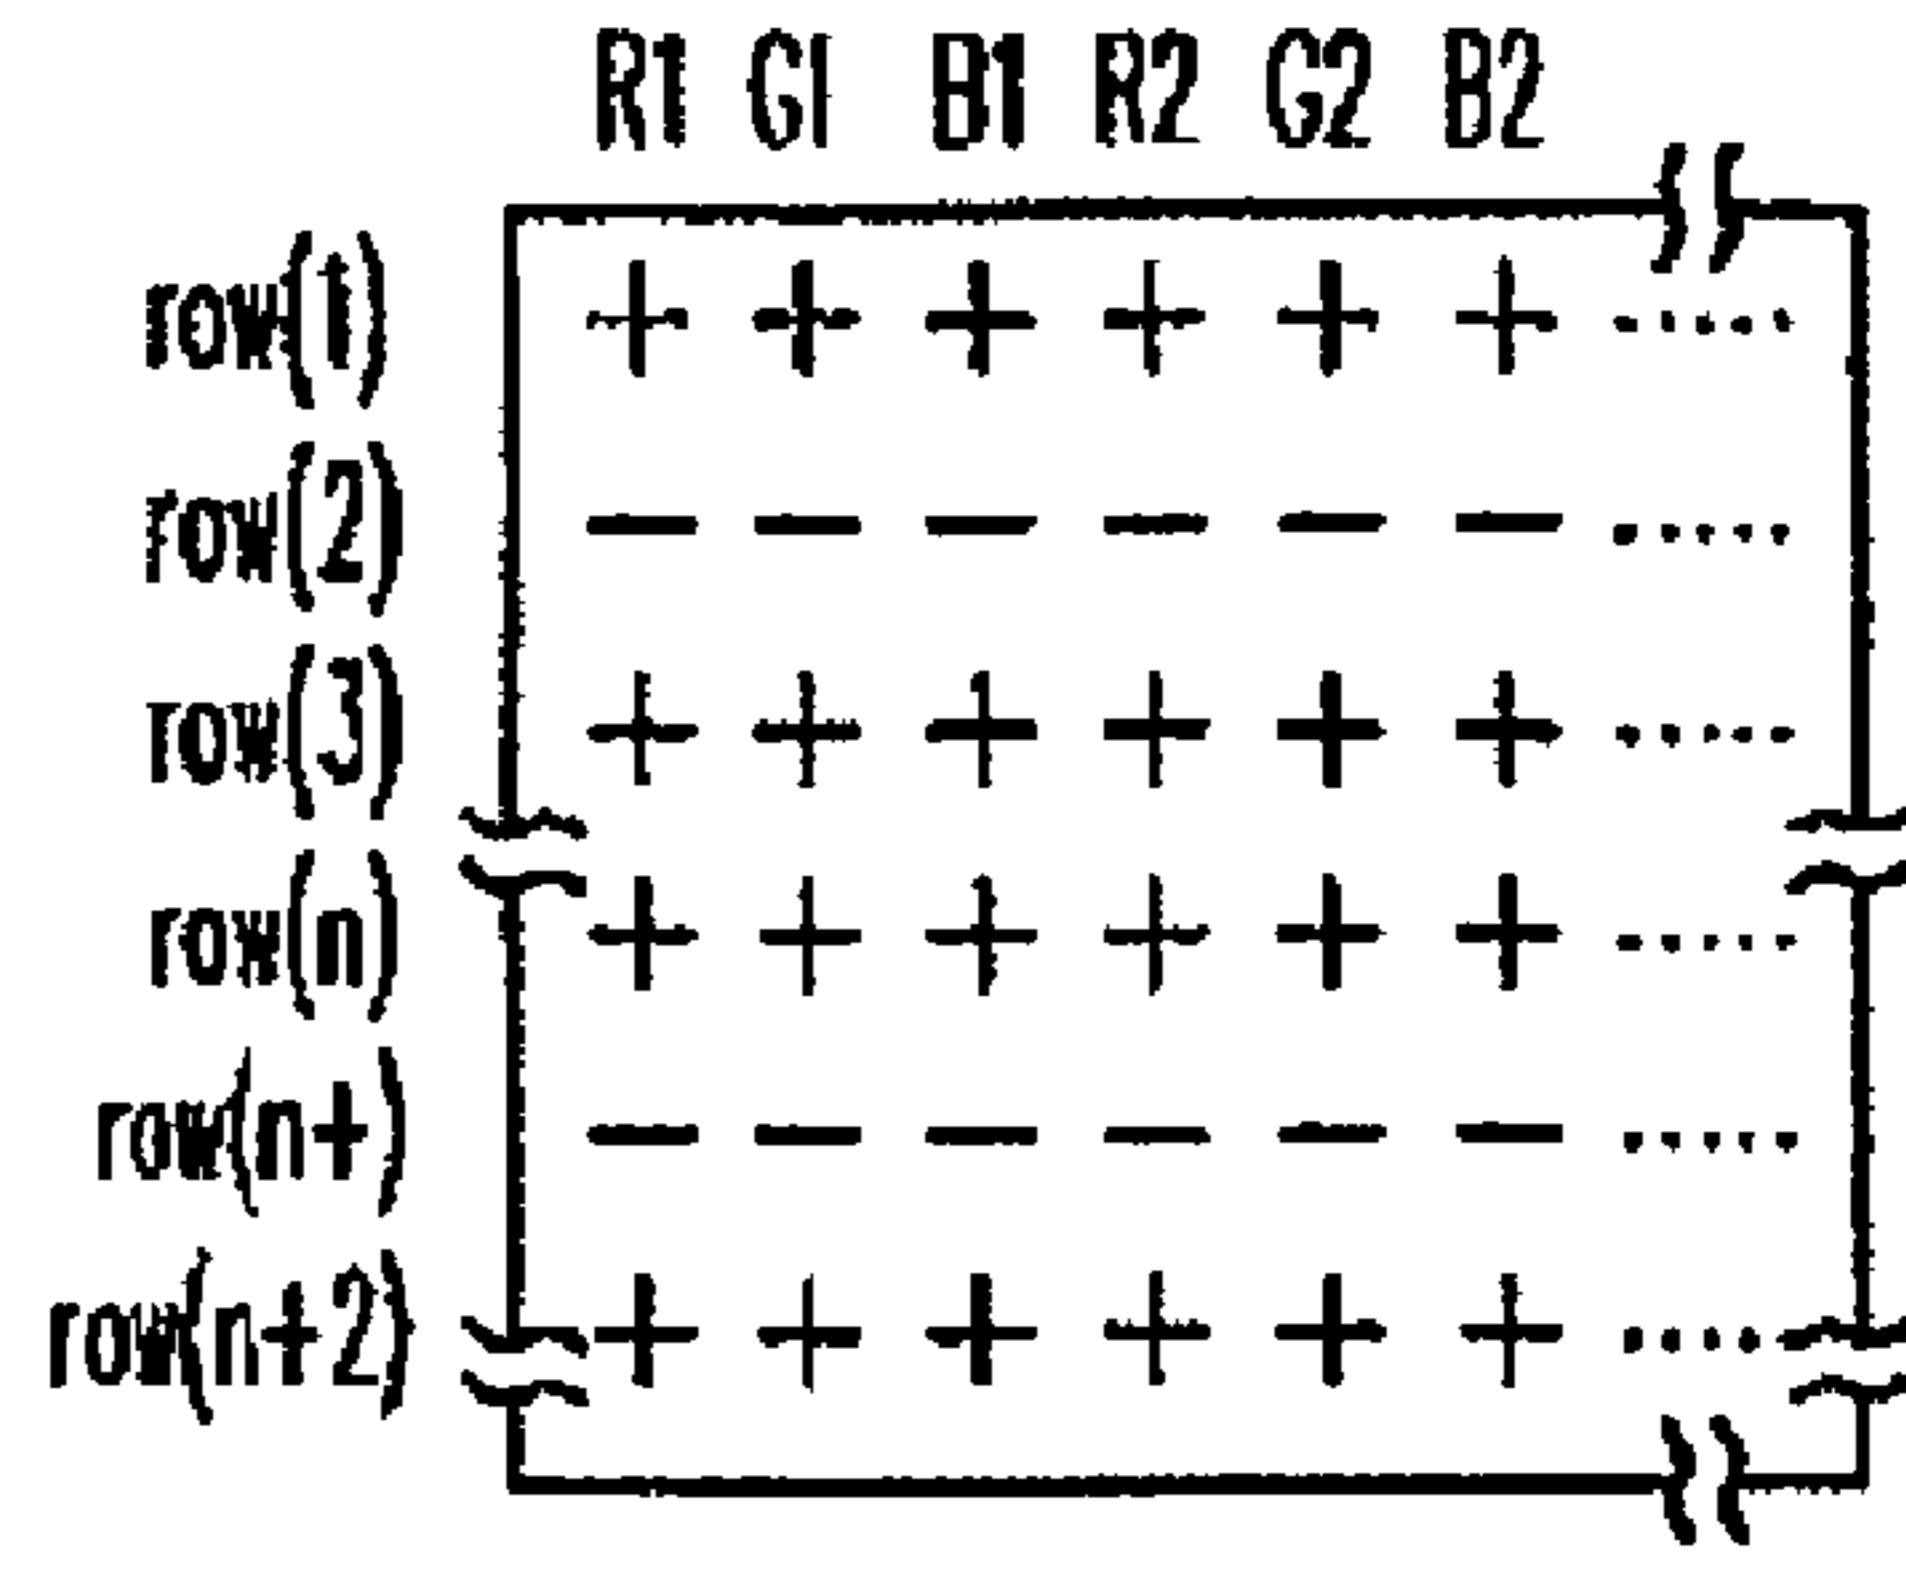 R1 G1 B1 R2 G2 B2
row(1) + + + + + + .....
row(2) — — — — — — .....
row(3) + + + + + + .....
row(n) + + + + + + .....
row(n+) — — — — — — .....
row(n+2) + + + + + + .....